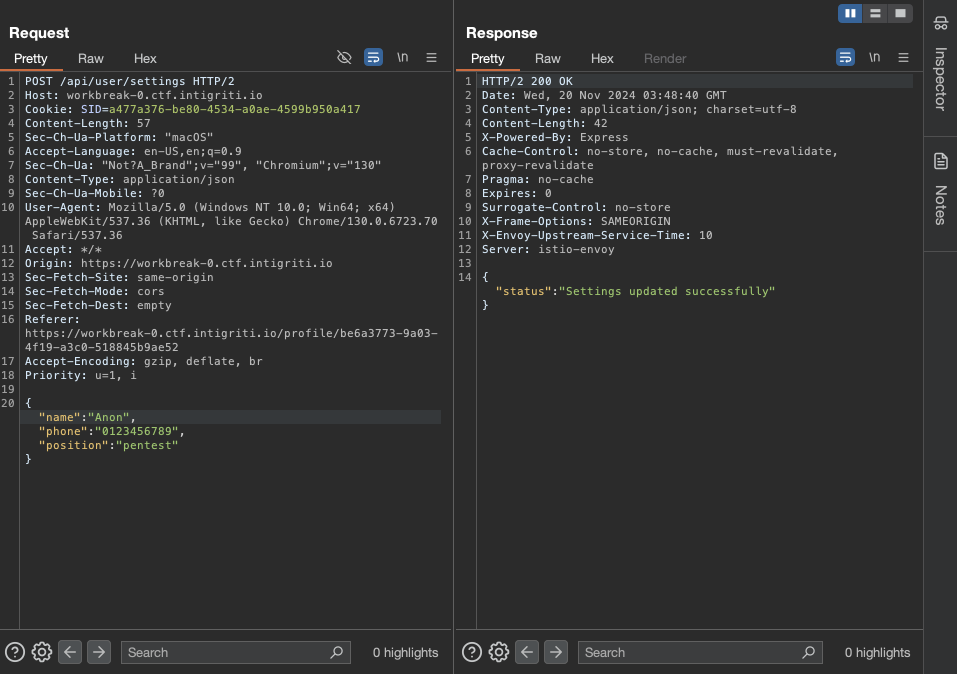 Request
Pretty Raw Hex \n
1 POST /api/user/settings HTTP/2
2 Host: workbreak-0.ctf.intigriti.io
3 Cookie: SID=a477a376-be80-4534-a0ae-4599b950a417
4 Content-Length: 57
5 Sec-Ch-Ua-Platform: "macOS"
6 Accept-Language: en-US,en;q=0.9
7 Sec-Ch-Ua: "Not?A_Brand";v="99", "Chromium";v="130"
8 Content-Type: application/json
9 Sec-Ch-Ua-Mobile: ?0
10 User-Agent: Mozilla/5.0 (Windows NT 10.0; Win64; x64)
AppleWebKit/537.36 (KHTML, like Gecko) Chrome/130.0.6723.70
Safari/537.36
11 Accept: */*
12 Origin: https://workbreak-0.ctf.intigriti.io
13 Sec-Fetch-Site: same-origin
14 Sec-Fetch-Mode: cors
15 Sec-Fetch-Dest: empty
16 Referer:
https://workbreak-0.ctf.intigriti.io/profile/be6a3773-9a03-
4f19-a3c0-518845b9ae52
17 Accept-Encoding: gzip, deflate, br
18 Priority: u=1, i
19
20 {
"name":"Anon",
"phone":"0123456789",
"position":"pentest"
}
Search 0 highlights
Response
Pretty Raw Hex Render \n
1 HTTP/2 200 OK
2 Date: Wed, 20 Nov 2024 03:48:40 GMT
3 Content-Type: application/json; charset=utf-8
4 Content-Length: 42
5 X-Powered-By: Express
6 Cache-Control: no-store, no-cache, must-revalidate,
proxy-revalidate
7 Pragma: no-cache
8 Expires: 0
9 Surrogate-Control: no-store
10 X-Frame-Options: SAMEORIGIN
11 X-Envoy-Upstream-Service-Time: 10
12 Server: istio-envoy
13
14 {
"status":"Settings updated successfully"
}
Search 0 highlights
Inspector
Notes